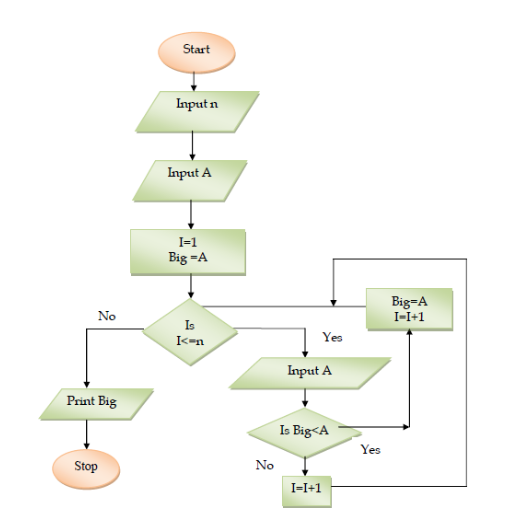 Start
Input n
Input A
I=1
Big =A
Big=A
I=I+1
No
Is
I<=n
Yes
Input A
Print Big
Is Big<A
Yes
No
Stop
I=I+1